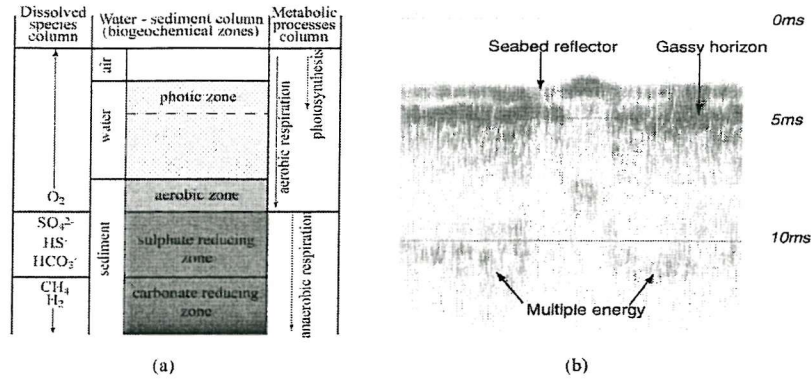 Dissolved
species
column
Water - sediment column
(biogeochemical zones)
Metabolic
processes
column
air
water
sediment
photic zone
aerobic zone
sulphate reducing
zone
carbonate reducing
zone
O₂
SO₄²⁻
HS⁻
HCO₃⁻
CH₄
H₂
aerobic respiration
photosynthesis
anaerobic respiration
(a)
Seabed reflector
Gassy horizon
Multiple energy
0ms
5ms
10ms
(b)